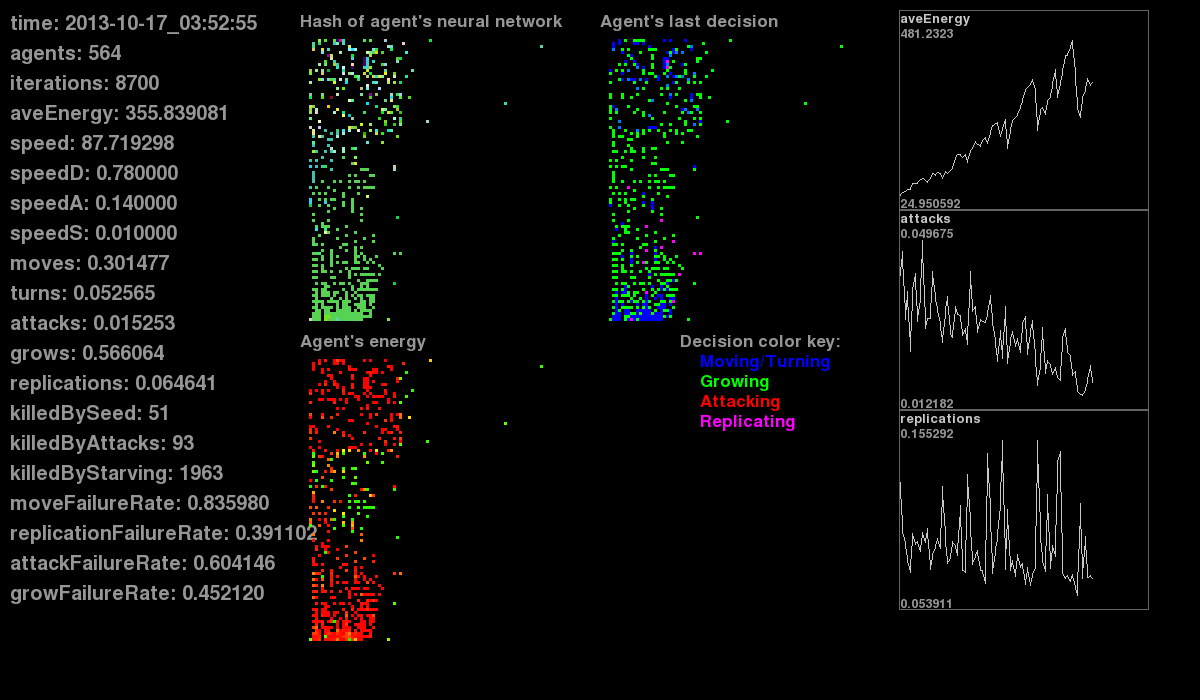 time: 2013-10-17_03:52:55
agents: 564
iterations: 8700
aveEnergy: 355.839081
speed: 87.719298
speedD: 0.780000
speedA: 0.140000
speedS: 0.010000
moves: 0.301477
turns: 0.052565
attacks: 0.015253
grows: 0.566064
replications: 0.064641
killedBySeed: 51
killedByAttacks: 93
killedByStarving: 1963
moveFailureRate: 0.835980
replicationFailureRate: 0.391102
attackFailureRate: 0.604146
growFailureRate: 0.452120
Hash of agent's neural network
Agent's last decision
Agent's energy
Decision color key:
Moving/Turning
Growing
Attacking
Replicating
aveEnergy
481.2323
24.950592
attacks
0.049675
0.012182
replications
0.155292
0.053911